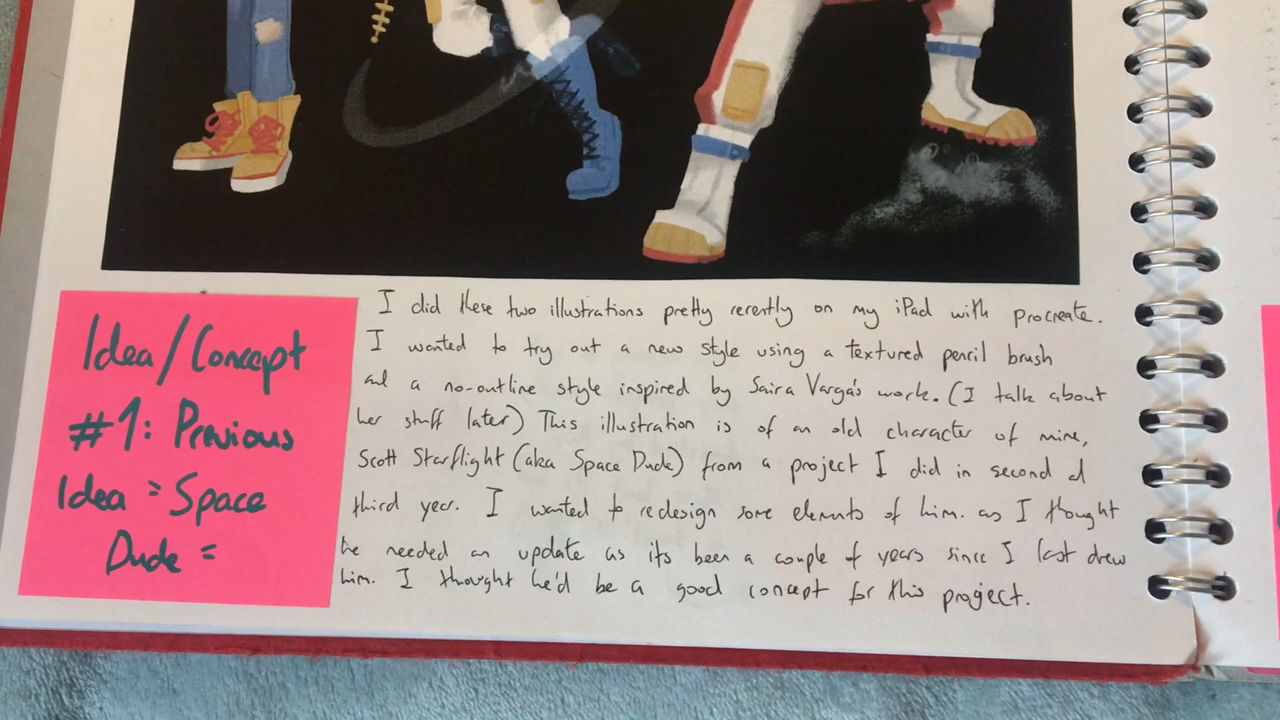 Idea/Concept
#1: Previous
Idea = Space
Dude =
I did these two illustrations pretty recently on my iPad with procreate.
I wanted to try out a new style using a textured pencil brush
and a no-outline style inspired by Saira Vargas's work. (I talk about
her stuff later) This illustration is of an old character of mine,
Scott Starflight (aka Space Dude) from a project I did in second and
third year. I wanted to redesign some elements of him. as I thought
he needed an update as its been a couple of years since I last drew
him. I thought he'd be a good concept for this project.